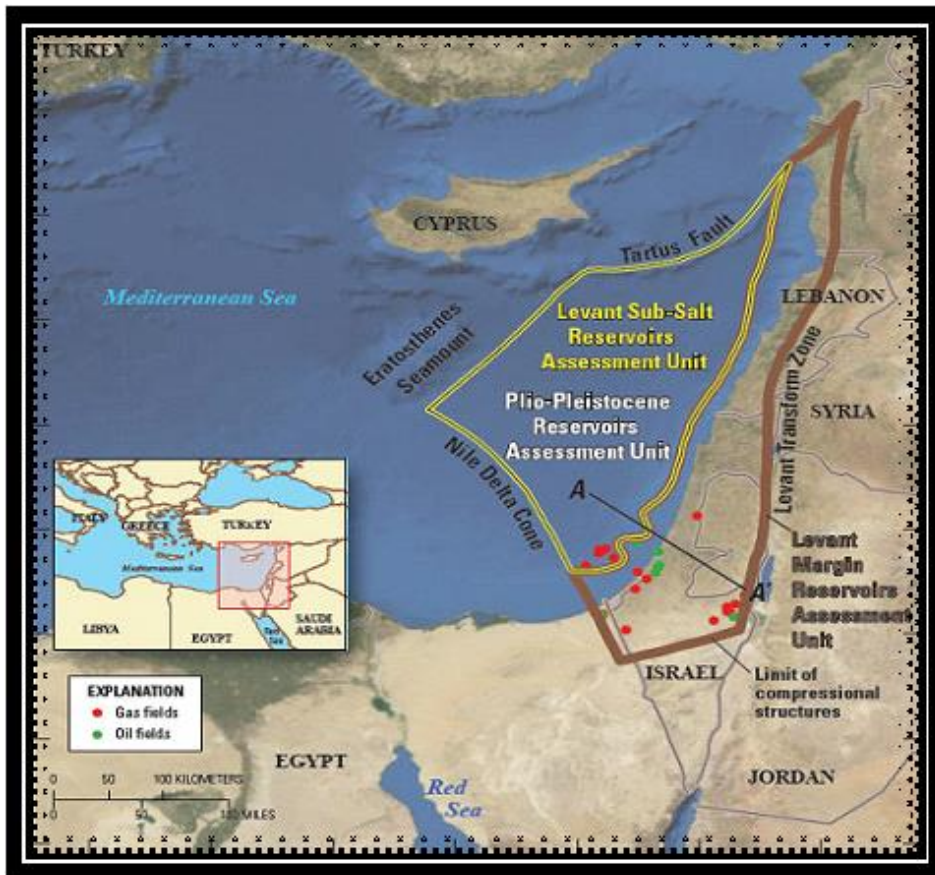 TURKEY
CYPRUS
Tartus Fault
Mediterranean Sea
Levant Sub-Salt
Reservoirs
Assessment Unit
LEBANON
Eratosthenes
Seamount
Plio-Pleistocene
Reservoirs
Assessment Unit
Levant Transform Zone
SYRIA
Nile Delta Cone
A
A'
Levant
Margin
Reservoirs
Assessment
Unit
ISRAEL
Limit of
compressional
structures
ITALY
GREECE
TURKEY
Mediterranean Sea
LIBYA
EGYPT
Red
Sea
SAUDI
ARABIA
EXPLANATION
Gas fields
Oil fields
0 50 100 KILOMETERS
0 50 100 MILES
EGYPT
Red
Sea
JORDAN